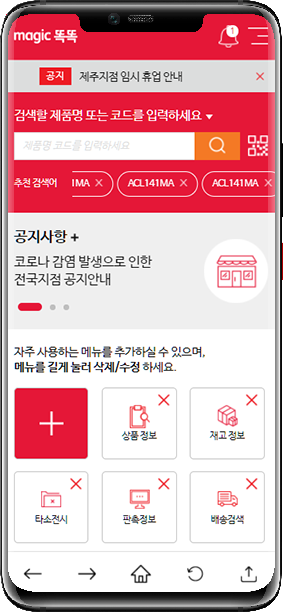 magic 똑똑
1
공지 제주지점 임시 휴업 안내
검색할 제품명 또는 코드를 입력하세요
제품명 코드를 입력하세요
추천 검색어 1MA ACL141MA ACL141MA
공지사항 +
코로나 감염 발생으로 인한
전국지점 공지안내
자주 사용하는 메뉴를 추가하실 수 있으며,
메뉴를 길게 눌러 삭제/수정 하세요.
상품 정보 재고 정보
타소전시 판촉정보 배송검색